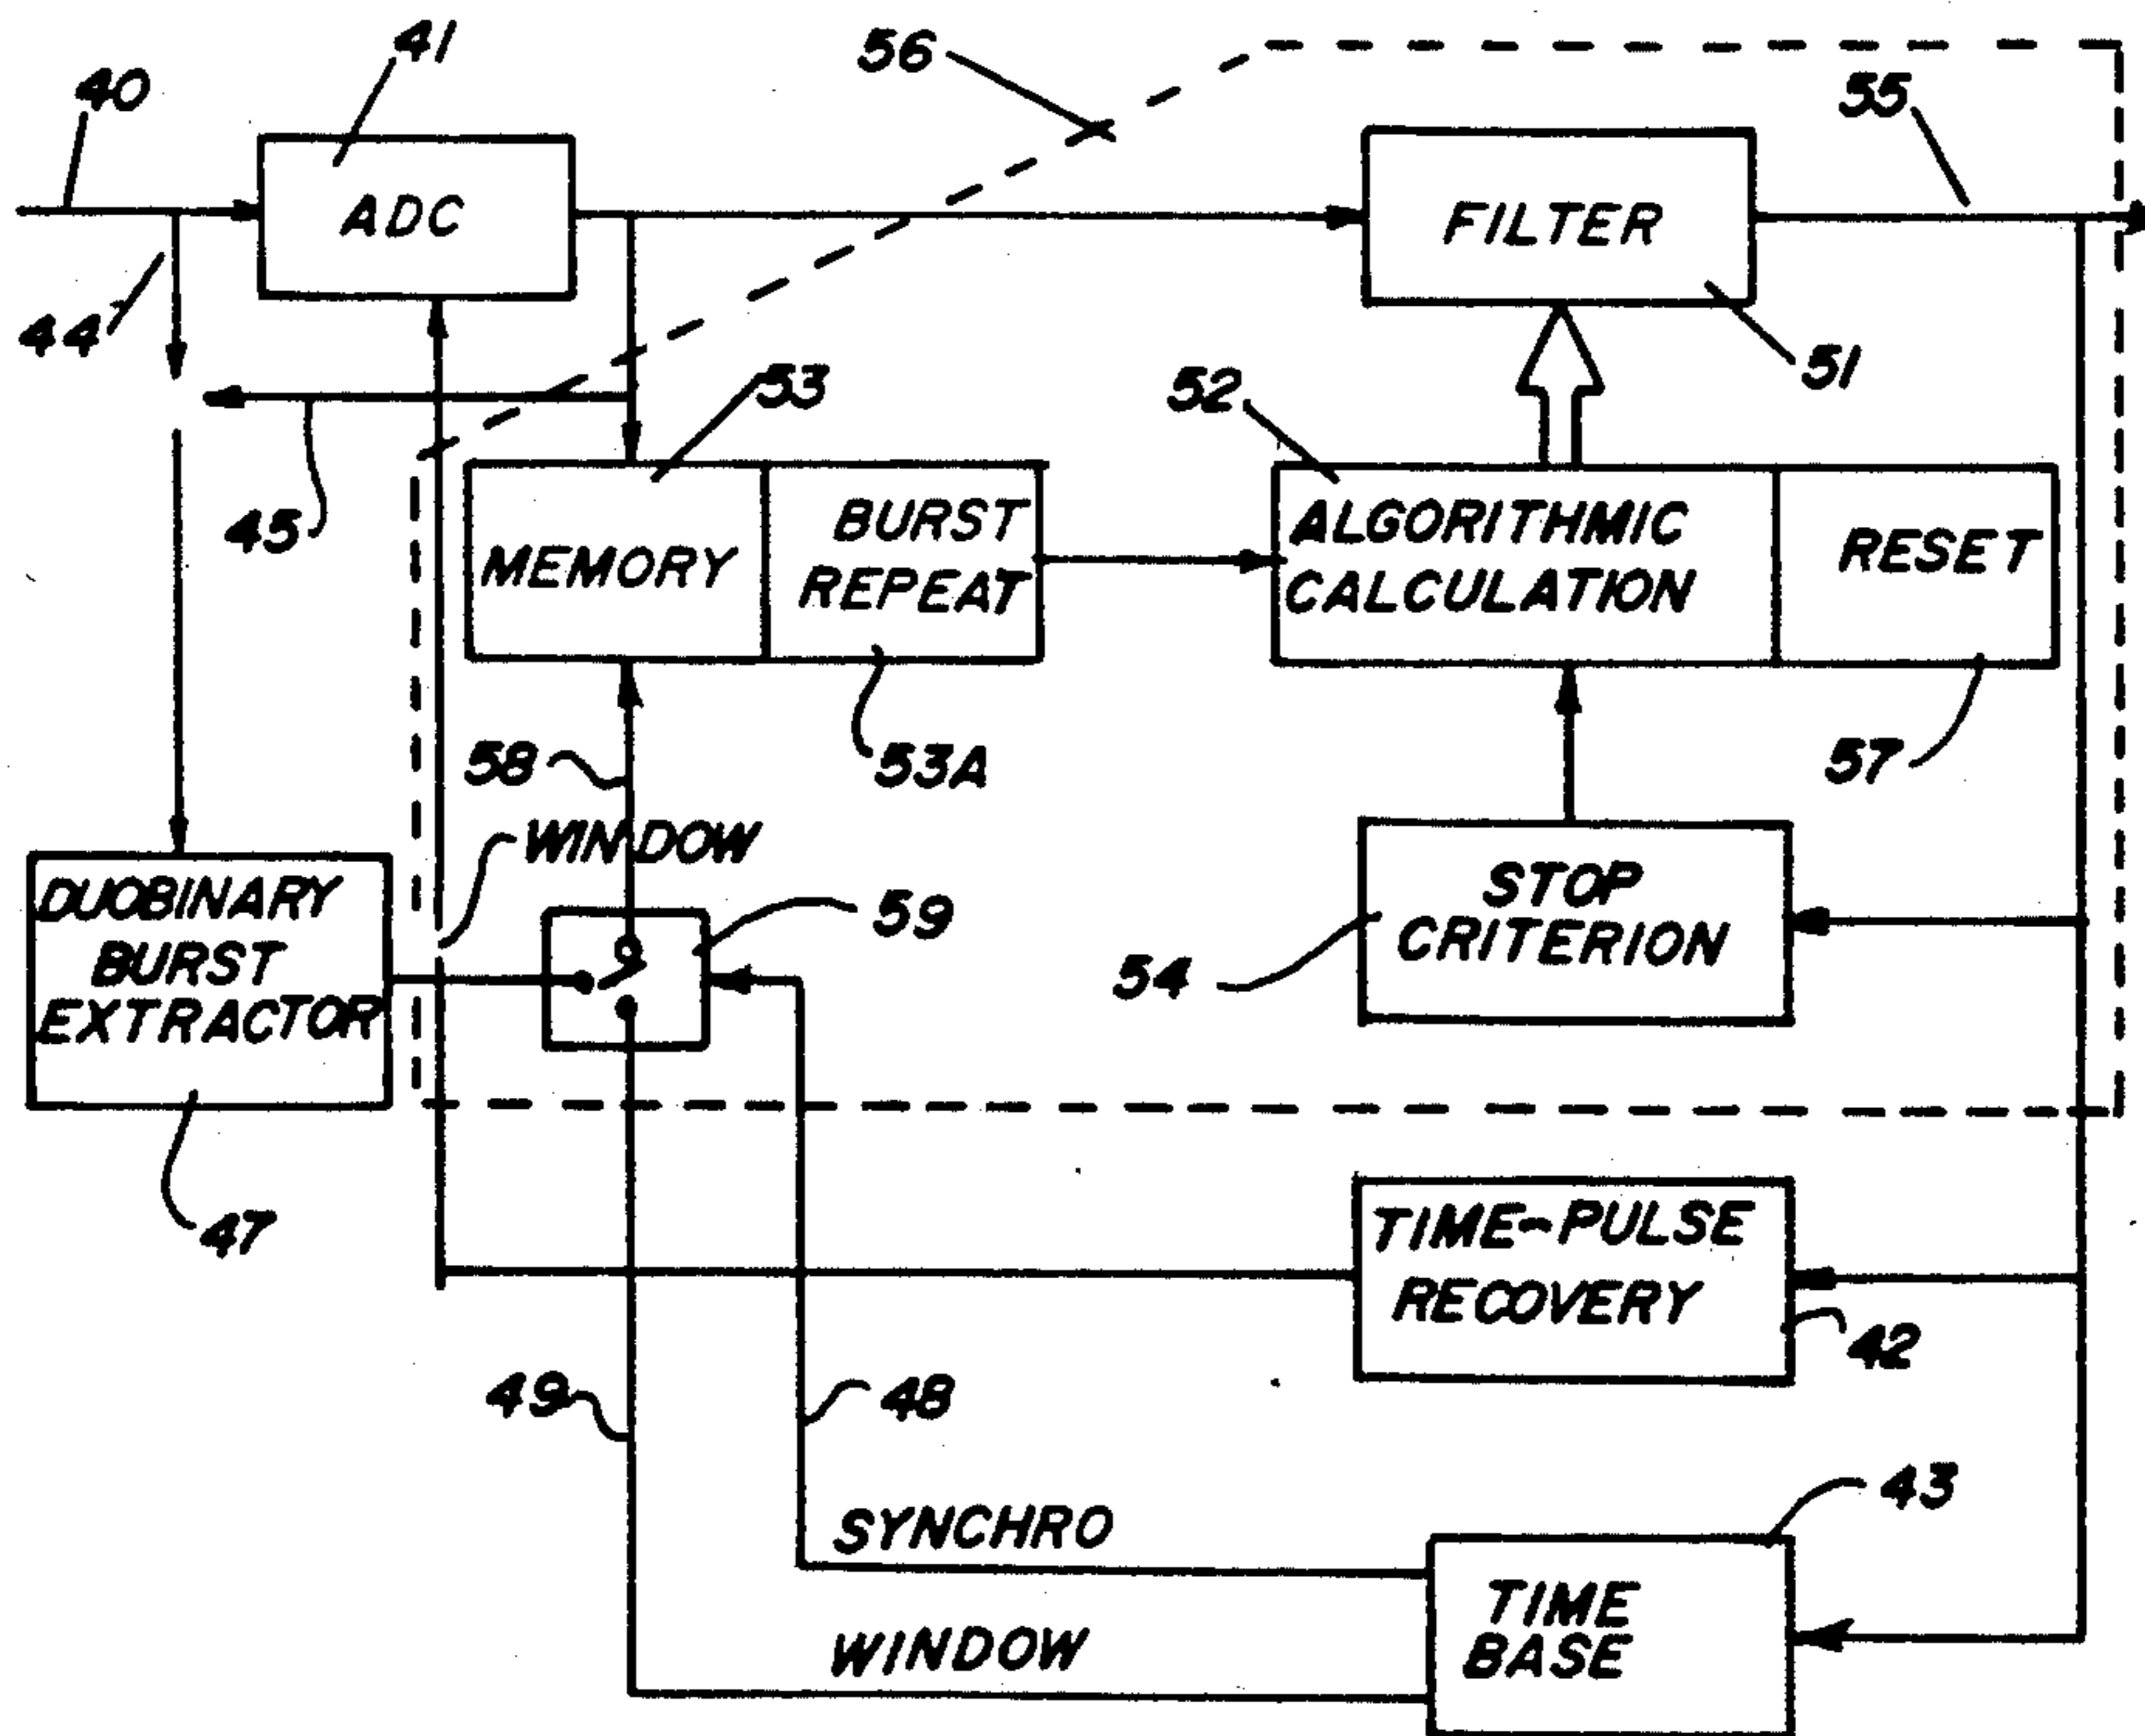 41
56
40
55
ADC
FILTER
44
53
52
51
45
MEMORY
BURST
REPEAT
ALGORITHMIC
CALCULATION
RESET
58
53A
57
WINDOW
DUOBINARY
BURST
EXTRACTOR
59
STOP
CRITERION
54
47
TIME-PULSE
RECOVERY
42
49
48
43
SYNCHRO
TIME
BASE
WINDOW